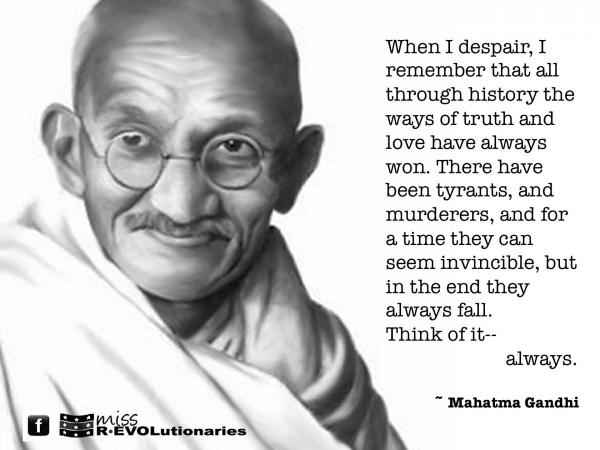 When I despair, I
remember that all
through history the
ways of truth and
love have always
won. There have
been tyrants, and
murderers, and for
a time they can
seem invincible, but
in the end they
always fall.
Think of it--
always.
~ Mahatma Gandhi
f
miss
R•EVOLutionaries